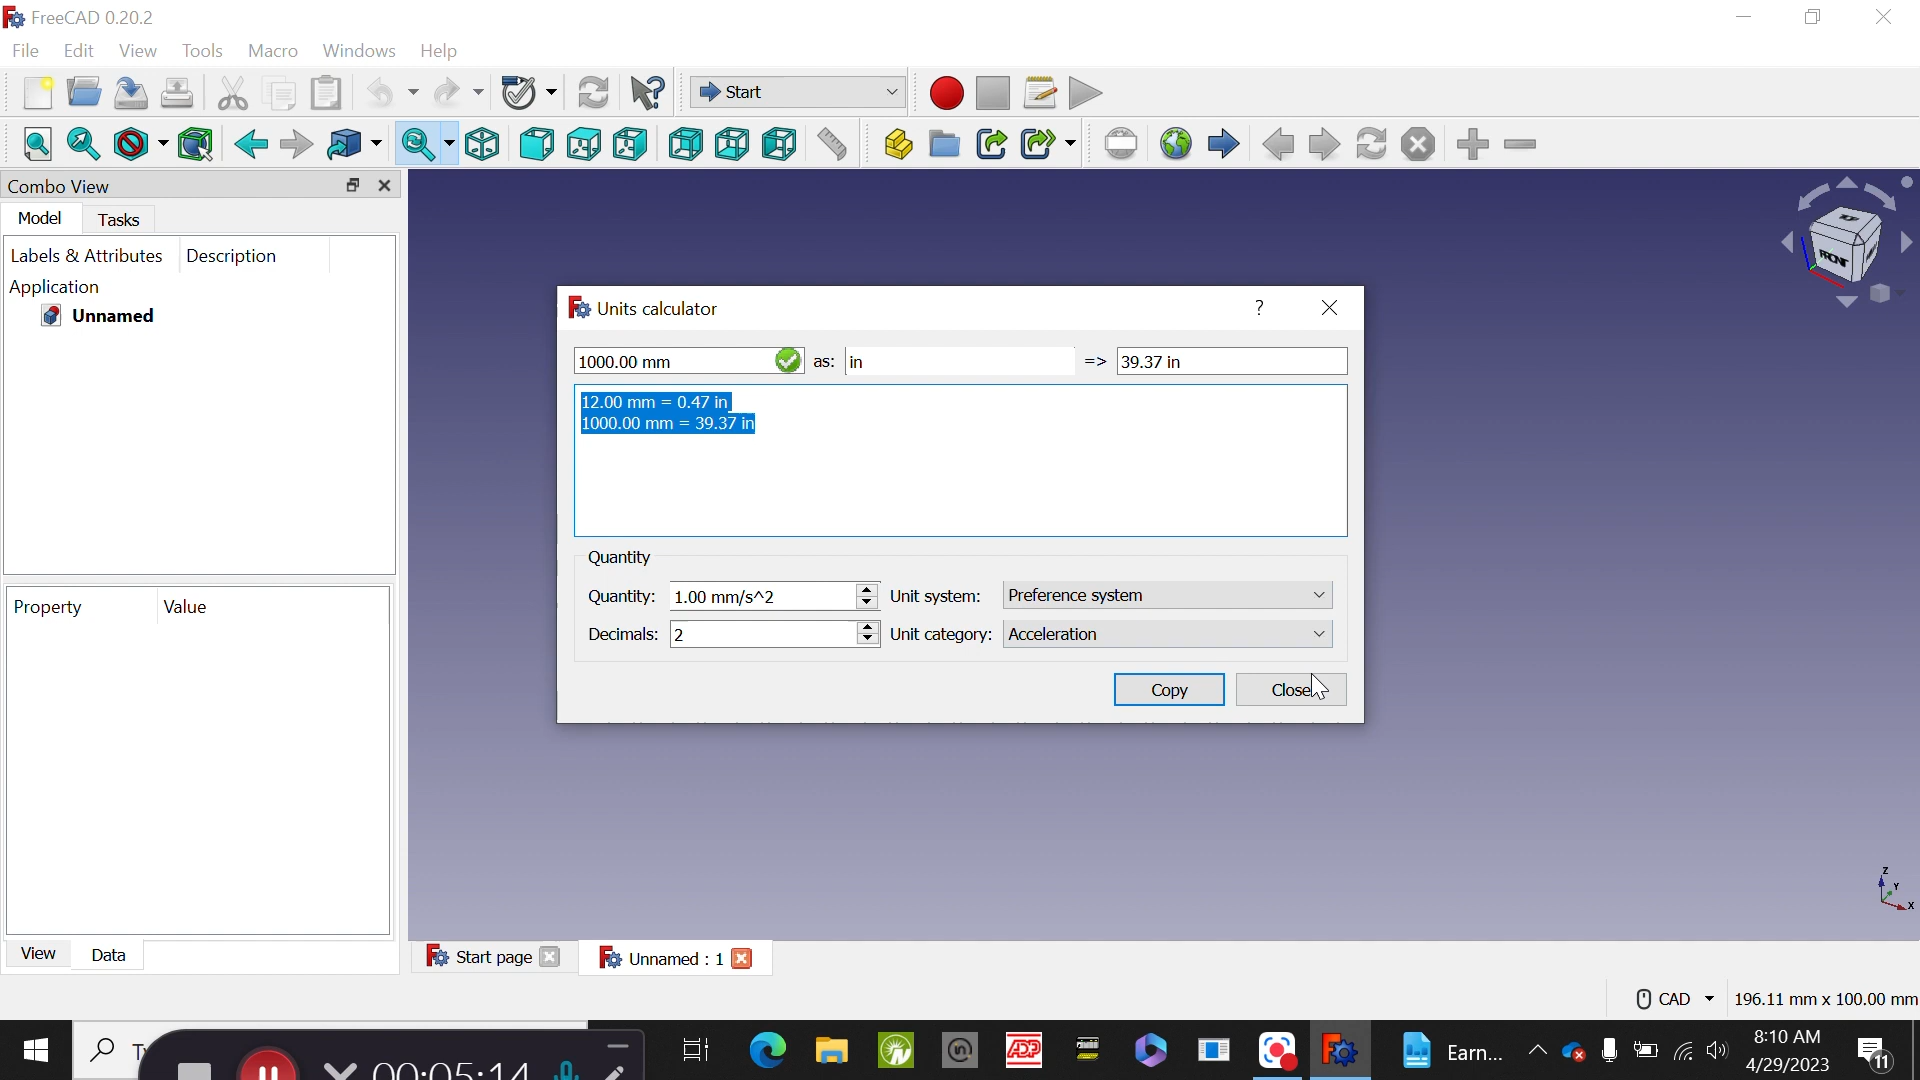 FreeCAD 0.20.2
File Edit View Tools Macro Windows Help
Start
Combo View
Model Tasks
Labels & Attributes Description
Application
Unnamed
Property Value
View Data
Units calculator ?
1000.00 mm as: in => 39.37 in
12.00 mm = 0.47 in
1000.00 mm = 39.37 in
Quantity
Quantity: 1.00 mm/s^2 Unit system: Preference system
Decimals: 2 Unit category: Acceleration
Copy Close
TOP
FRONT
Z
Y
X
Start page Unnamed : 1
CAD 196.11 mm x 100.00 mm
00:05:14 ADP Earn... 8:10 AM
4/29/2023
11